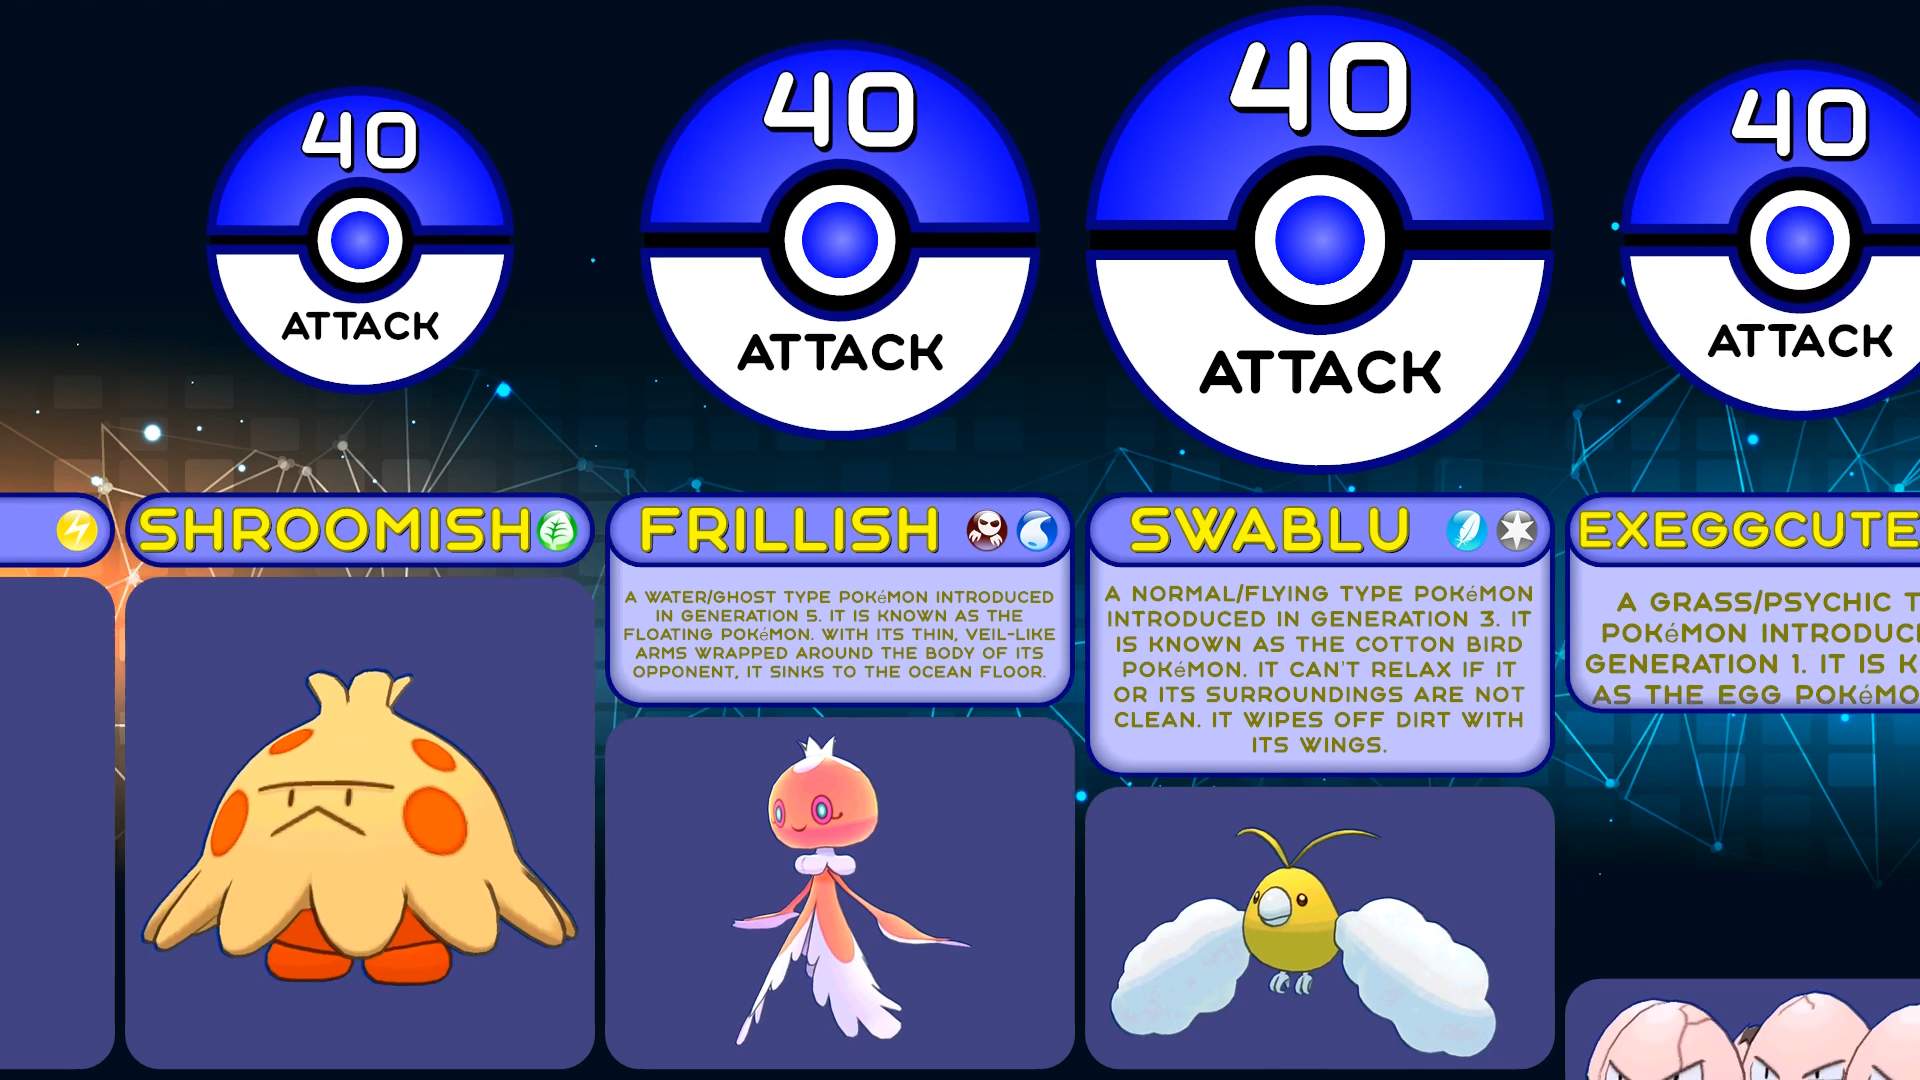 40
ATTACK
40
ATTACK
40
ATTACK
40
ATTACK
SHROOMISH
FRILLISH
A WATER/GHOST TYPE POKéMON INTRODUCED
IN GENERATION 5. IT IS KNOWN AS THE
FLOATING POKéMON. WITH ITS THIN, VEIL-LIKE
ARMS WRAPPED AROUND THE BODY OF ITS
OPPONENT, IT SINKS TO THE OCEAN FLOOR.
SWABLU
A NORMAL/FLYING TYPE POKéMON
INTRODUCED IN GENERATION 3. IT
IS KNOWN AS THE COTTON BIRD
POKéMON. IT CAN'T RELAX IF IT
OR ITS SURROUNDINGS ARE NOT
CLEAN. IT WIPES OFF DIRT WITH
ITS WINGS.
EXEGGCUTE
A GRASS/PSYCHIC
POKéMON
GENERATION 1. IT IS
AS THE EGG